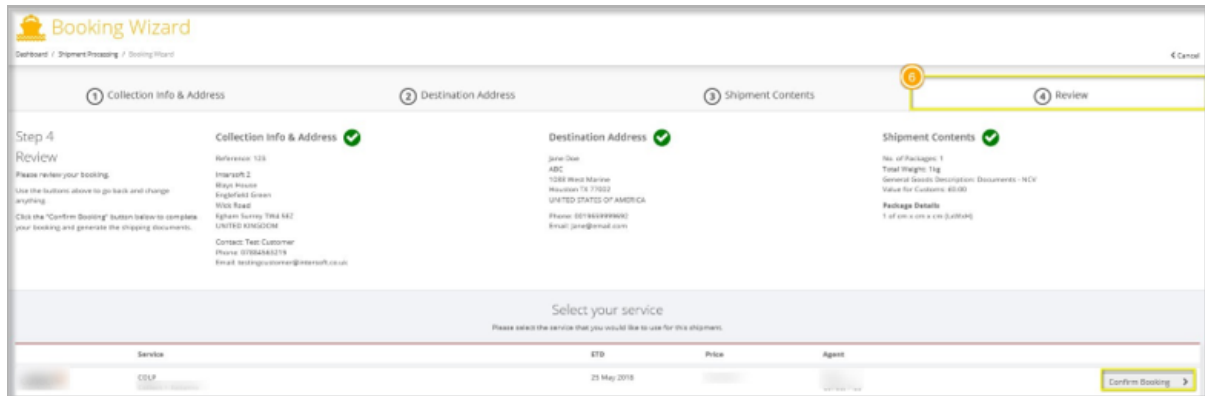 Booking Wizard
Dashboard / Shipment Processing / Booking Wizard
Cancel
6
1 Collection Info & Address
2 Destination Address
3 Shipment Contents
4 Review
Step 4
Review
Please review your booking.
Use the buttons above to go back and change
anything.
Click the "Confirm Booking" button below to complete
your booking and generate the shipping documents.
Collection Info & Address
Reference: 123
Intersoft 2
Blays House
Englefield Green
Wick Road
Egham Surrey
UNITED KINGDOM
Contact: Test Customer
Phone: 07884563219
Email: testingcustomer@intersoft.co.uk
Destination Address
Jane Doe
ABC
West Marine
Houston TX 77002
UNITED STATES OF AMERICA
Phone:
Email: Jane@email.com
Shipment Contents
No. of Packages: 1
Total Weight: 1kg
General Goods Description: Documents - NCV
Value for Customs: £0.00
Package Details
1 of cm x cm x cm (LxWxH)
Select your service
Please select the service that you would like to use for this shipment.
Service ETD Price Agent
25 May 2018
Confirm Booking